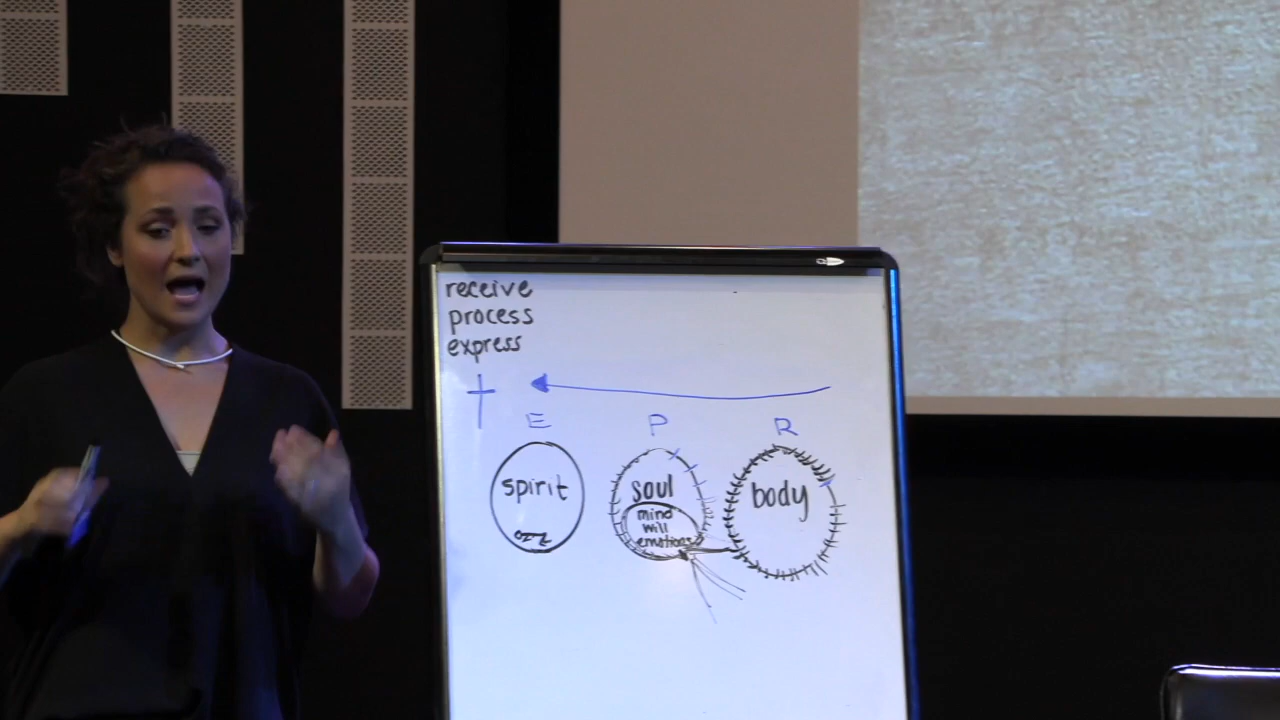 receive
process
express
E P R
spirit
soul
mind
will
emotions
body